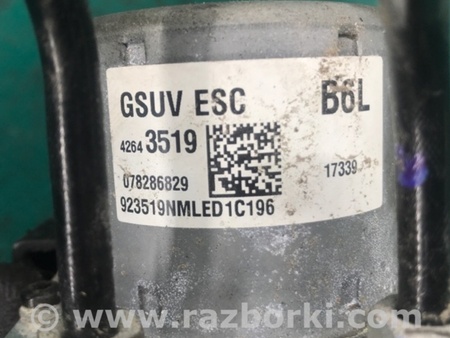 GSUV ESC B6L
4264 3519
078286829 17339
923519NMLED1C196
www.razborki.com